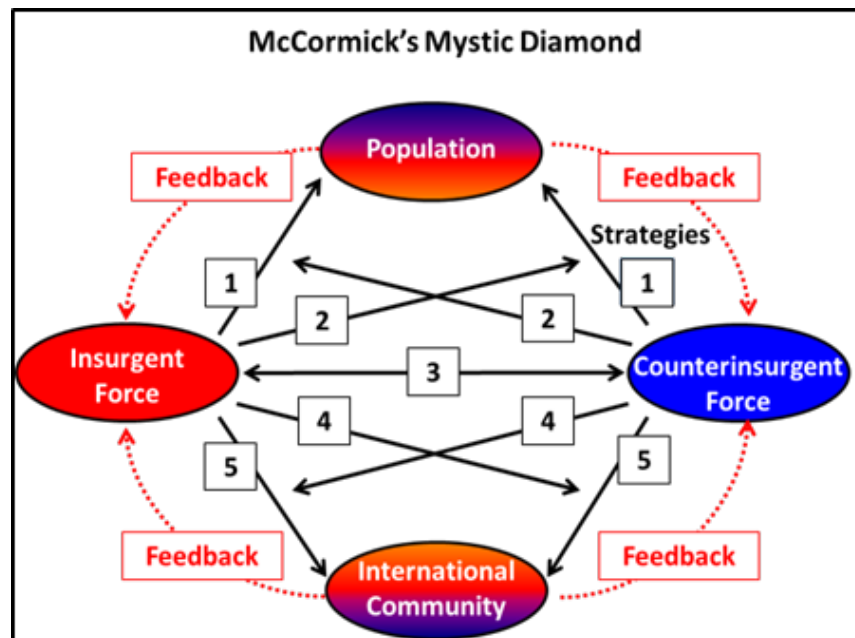 McCormick's Mystic Diamond
Population
Feedback
Feedback
Strategies
1
1
2
2
Insurgent
Force
3
Counterinsurgent
Force
4
4
5
5
Feedback
Feedback
International
Community